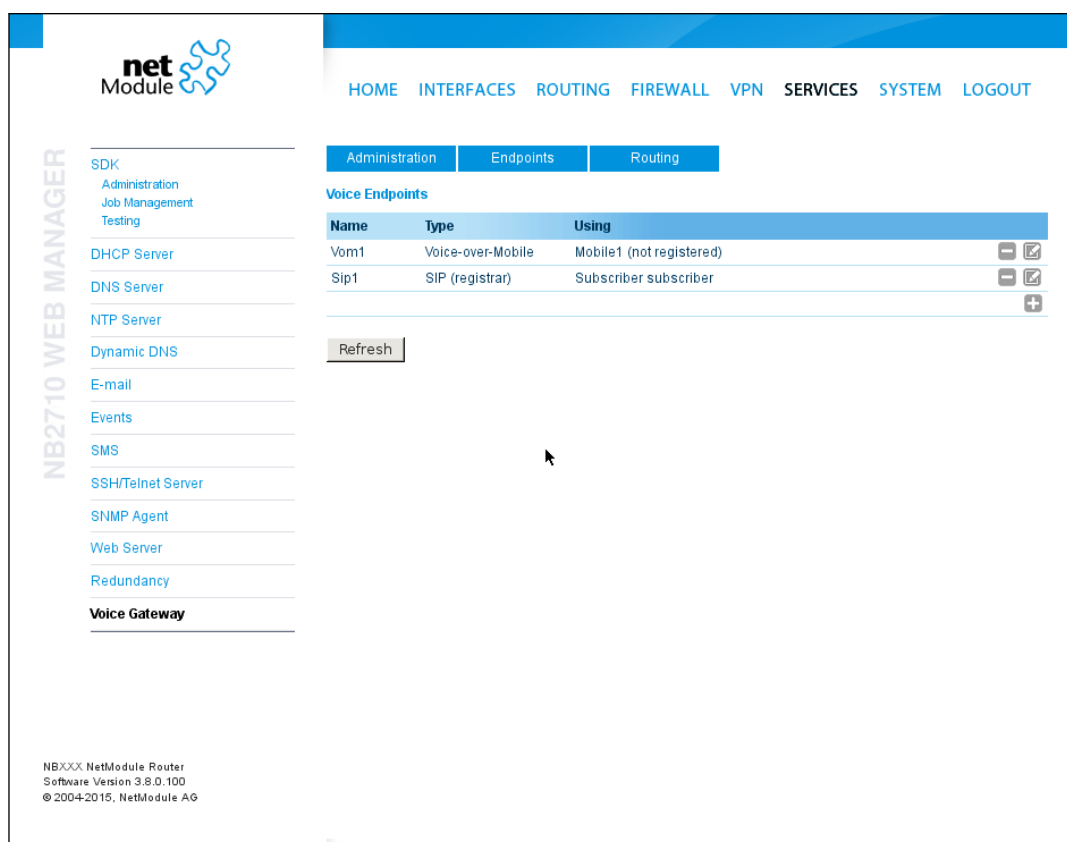 net
Module
HOME INTERFACES ROUTING FIREWALL VPN SERVICES SYSTEM LOGOUT
NB2710 WEB MANAGER
SDK
Administration
Job Management
Testing
DHCP Server
DNS Server
NTP Server
Dynamic DNS
E-mail
Events
SMS
SSH/Telnet Server
SNMP Agent
Web Server
Redundancy
Voice Gateway
Administration Endpoints Routing
Voice Endpoints
Name Type Using
Vom1 Voice-over-Mobile Mobile1 (not registered)
Sip1 SIP (registrar) Subscriber subscriber
Refresh
NBXXX NetModule Router
Software Version 3.8.0.100
© 2004-2015, NetModule AG